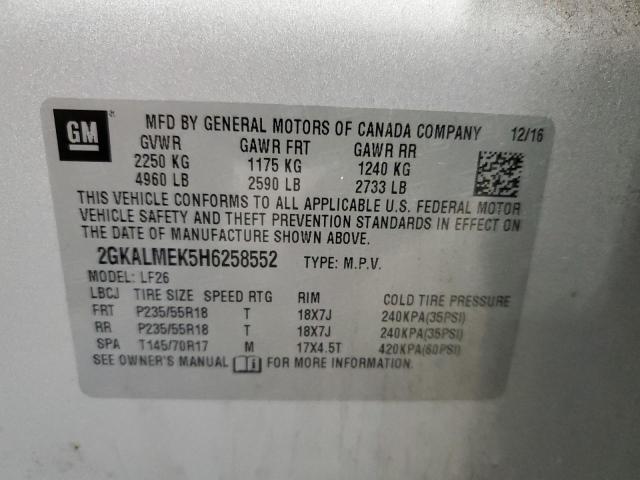 GM
MFD BY GENERAL MOTORS OF CANADA COMPANY 12/16
GVWR GAWR FRT GAWR RR
2250 KG 1175 KG 1240 KG
4960 LB 2590 LB 2733 LB
THIS VEHICLE CONFORMS TO ALL APPLICABLE U.S. FEDERAL MOTOR
VEHICLE SAFETY AND THEFT PREVENTION STANDARDS IN EFFECT ON
THE DATE OF MANUFACTURE SHOWN ABOVE.
2GKALMEK5H6258552 TYPE: M.P.V.
MODEL: LF26
LBCJ TIRE SIZE SPEED RTG RIM COLD TIRE PRESSURE
FRT P235/55R18 T 18X7J 240KPA(35PSI)
RR P235/55R18 T 18X7J 240KPA(35PSI)
SPA T145/70R17 M 17X4.5T 420KPA(60PSI)
SEE OWNER'S MANUAL FOR MORE INFORMATION.